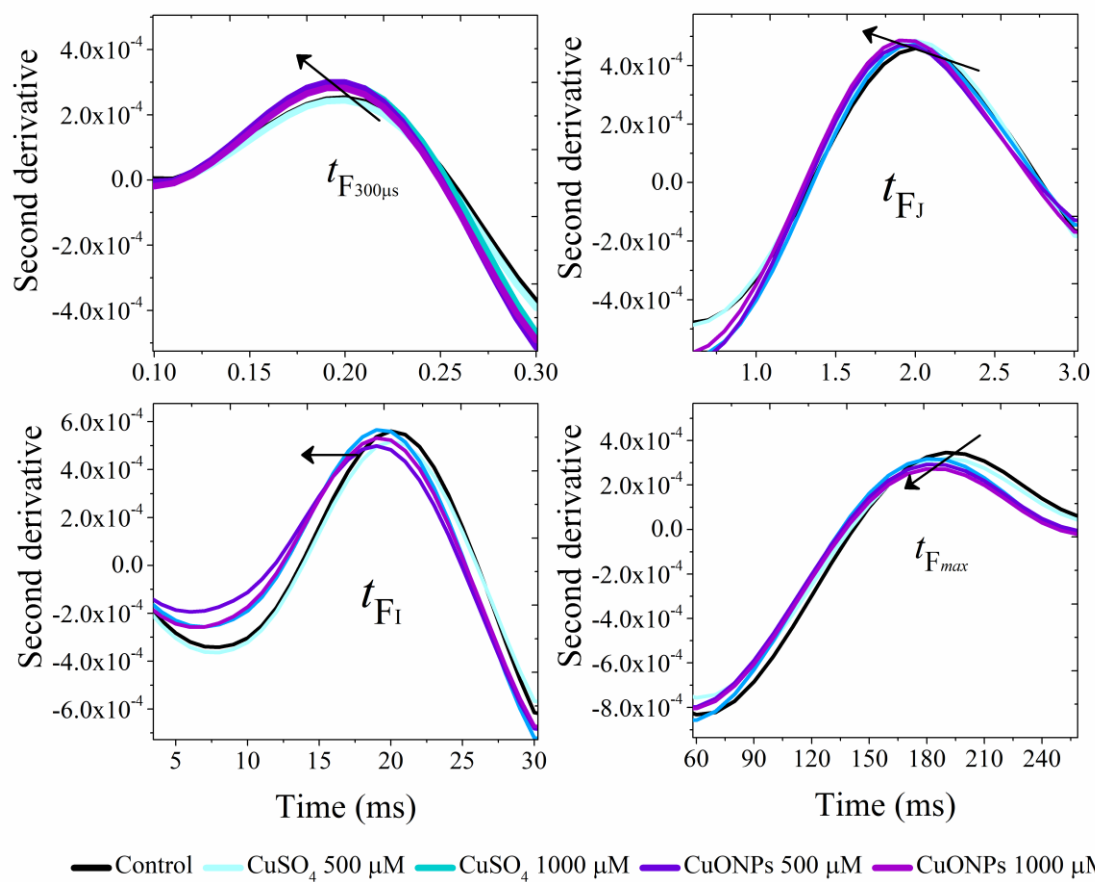 Second derivative
4.0x10⁻⁴
2.0x10⁻⁴
0.0
-2.0x10⁻⁴
-4.0x10⁻⁴
t F300μs
0.10 0.15 0.20 0.25 0.30
Second derivative
4.0x10⁻⁴
2.0x10⁻⁴
0.0
-2.0x10⁻⁴
-4.0x10⁻⁴
t FJ
1.0 1.5 2.0 2.5 3.0
Second derivative
6.0x10⁻⁴
4.0x10⁻⁴
2.0x10⁻⁴
0.0
-2.0x10⁻⁴
-4.0x10⁻⁴
-6.0x10⁻⁴
t FI
5 10 15 20 25 30
Time (ms)
Second derivative
4.0x10⁻⁴
2.0x10⁻⁴
0.0
-2.0x10⁻⁴
-4.0x10⁻⁴
-6.0x10⁻⁴
-8.0x10⁻⁴
t Fmax
60 90 120 150 180 210 240
Time (ms)
Control CuSO₄ 500 μM CuSO₄ 1000 μM CuONPs 500 μM CuONPs 1000 μM